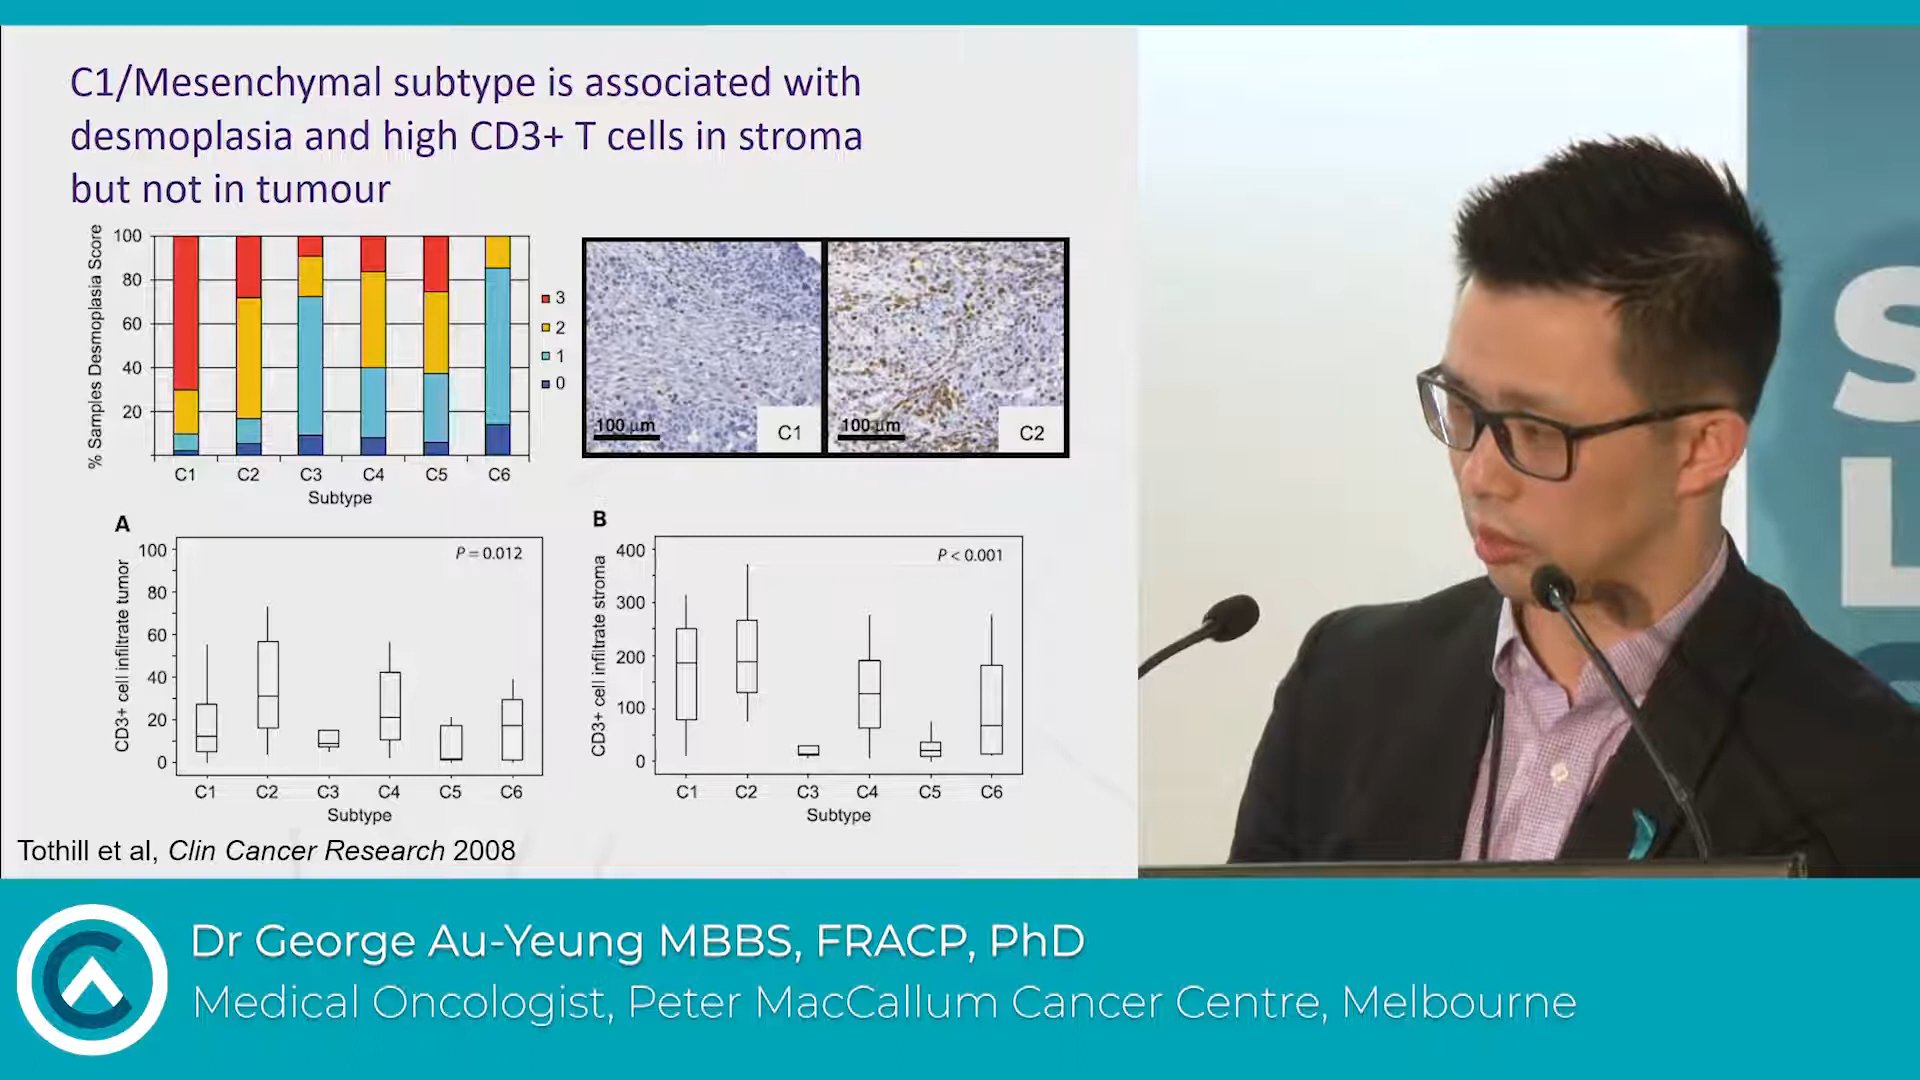 C1/Mesenchymal subtype is associated with
desmoplasia and high CD3+ T cells in stroma
but not in tumour
% Samples Desmoplasia Score
100
80
60
40
20
C1 C2 C3 C4 C5 C6
Subtype
3
2
1
0
100 µm
C1
100 µm
C2
A
CD3+ cell infiltrate tumor
100
80
60
40
20
0
P = 0.012
C1 C2 C3 C4 C5 C6
Subtype
B
CD3+ cell infiltrate stroma
400
300
200
100
0
P < 0.001
C1 C2 C3 C4 C5 C6
Subtype
Tothill et al, Clin Cancer Research 2008
S
L
Dr George Au-Yeung MBBS, FRACP, PhD
Medical Oncologist, Peter MacCallum Cancer Centre, Melbourne